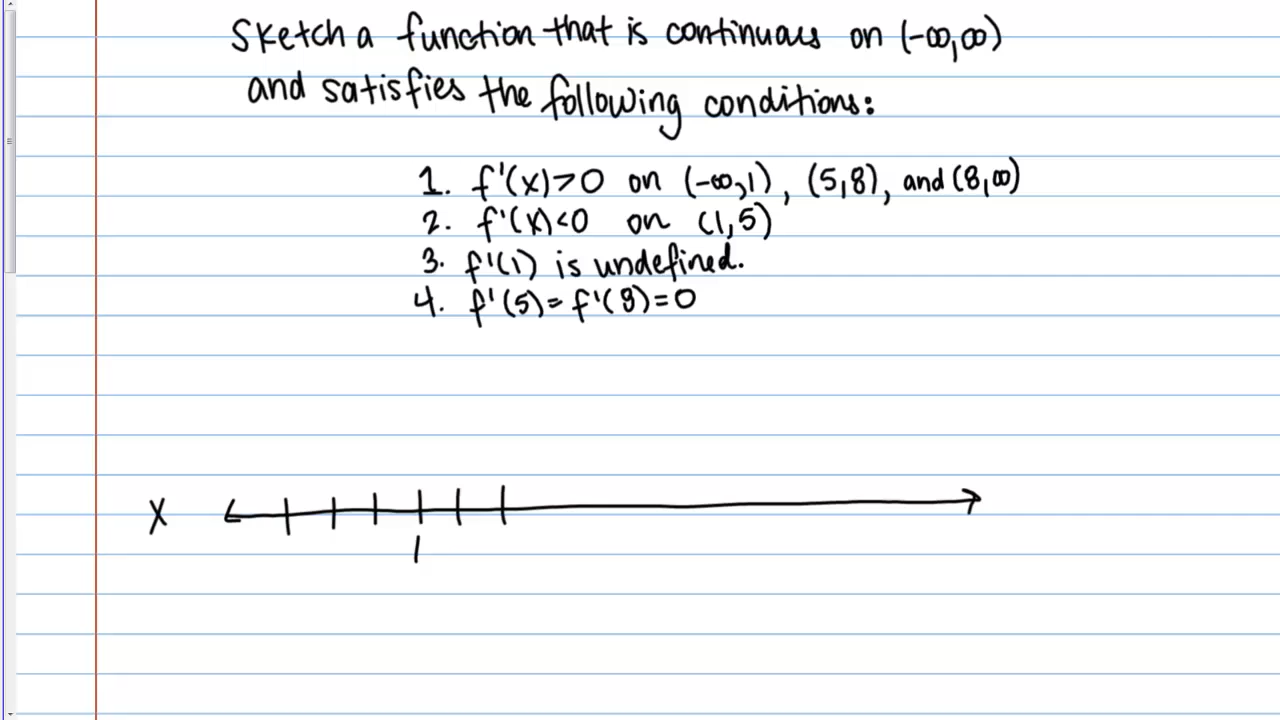 Sketch a function that is continuous on (-∞,∞)
and satisfies the following conditions:
1. f'(x)>0 on (-∞,1), (5,8), and (8,∞)
2. f'(x)<0 on (1,5)
3. f'(1) is undefined.
4. f'(5)=f'(8)=0
X
1